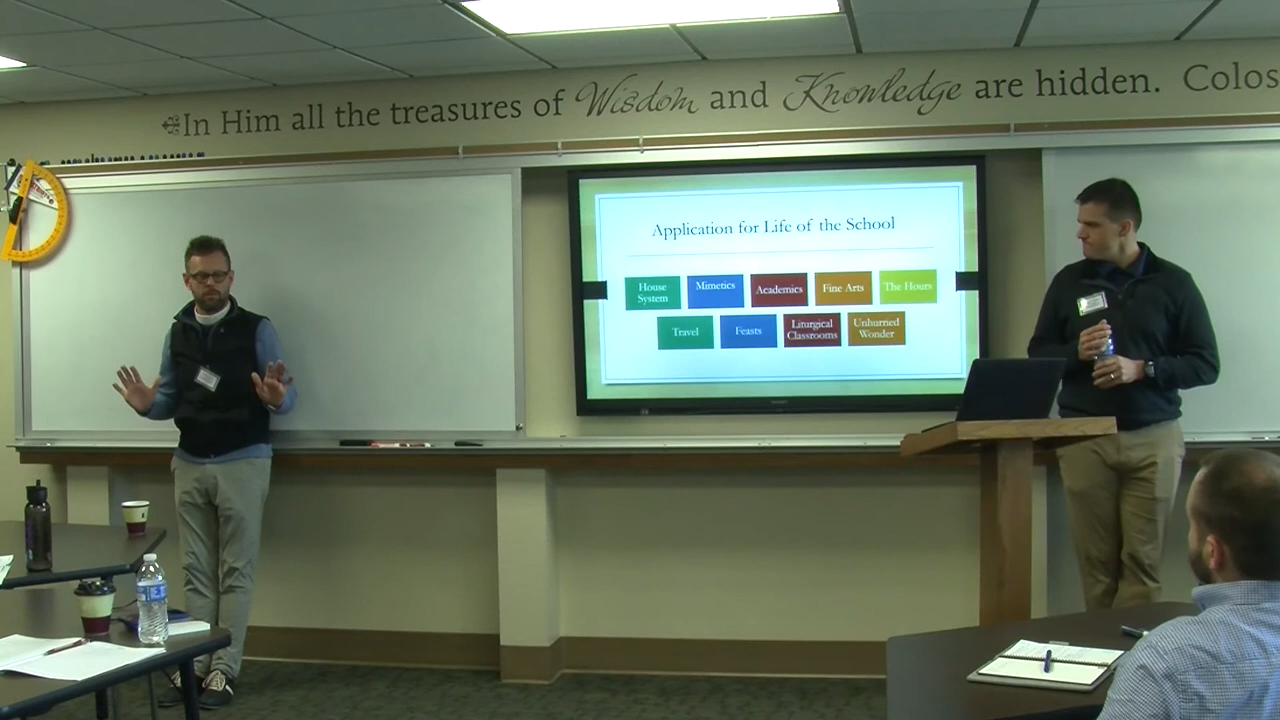 In Him all the treasures of Wisdom and Knowledge are hidden. Colos
Application for Life of the School
House
System
Mimetics
Academics
Fine Arts
The Hours
Travel
Feasts
Liturgical
Classrooms
Unhurried
Wonder